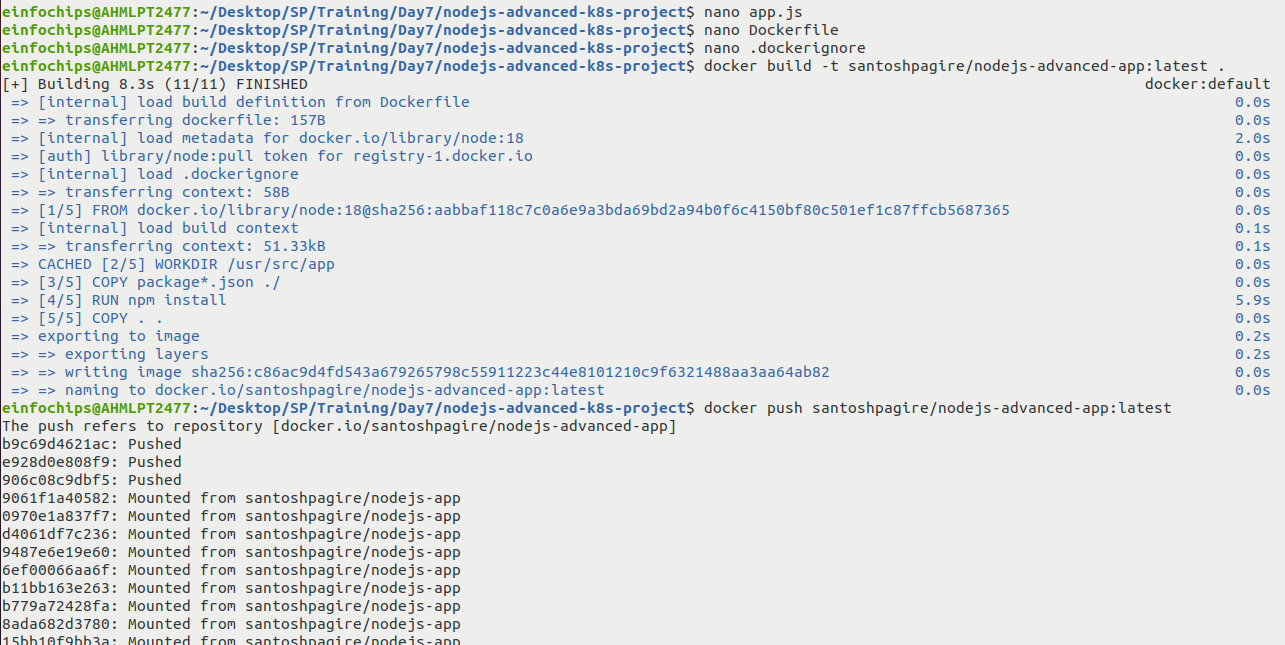 einfochips@AHMLPT2477:~/Desktop/SP/Training/Day7/nodejs-advanced-k8s-project$ nano app.js
einfochips@AHMLPT2477:~/Desktop/SP/Training/Day7/nodejs-advanced-k8s-project$ nano Dockerfile
einfochips@AHMLPT2477:~/Desktop/SP/Training/Day7/nodejs-advanced-k8s-project$ nano .dockerignore
einfochips@AHMLPT2477:~/Desktop/SP/Training/Day7/nodejs-advanced-k8s-project$ docker build -t santoshpagire/nodejs-advanced-app:latest .
[+] Building 8.3s (11/11) FINISHED docker:default
=> [internal] load build definition from Dockerfile 0.0s
=> => transferring dockerfile: 157B 0.0s
=> [internal] load metadata for docker.io/library/node:18 2.0s
=> [auth] library/node:pull token for registry-1.docker.io 0.0s
=> [internal] load .dockerignore 0.0s
=> => transferring context: 58B 0.0s
=> [1/5] FROM docker.io/library/node:18@sha256:aabbaf118c7c0a6e9a3bda69bd2a94b0f6c4150bf80c501ef1c87ffcb5687365 0.0s
=> [internal] load build context 0.1s
=> => transferring context: 51.33kB 0.1s
=> CACHED [2/5] WORKDIR /usr/src/app 0.0s
=> [3/5] COPY package*.json ./ 0.0s
=> [4/5] RUN npm install 5.9s
=> [5/5] COPY . . 0.0s
=> exporting to image 0.2s
=> => exporting layers 0.2s
=> => writing image sha256:c86ac9d4fd543a679265798c55911223c44e8101210c9f6321488aa3aa64ab82 0.0s
=> => naming to docker.io/santoshpagire/nodejs-advanced-app:latest 0.0s
einfochips@AHMLPT2477:~/Desktop/SP/Training/Day7/nodejs-advanced-k8s-project$ docker push santoshpagire/nodejs-advanced-app:latest
The push refers to repository [docker.io/santoshpagire/nodejs-advanced-app]
b9c69d4621ac: Pushed
e928d0e808f9: Pushed
906c08c9dbf5: Pushed
9061f1a40582: Mounted from santoshpagire/nodejs-app
0970e1a837f7: Mounted from santoshpagire/nodejs-app
d4061df7c236: Mounted from santoshpagire/nodejs-app
9487e6e19e60: Mounted from santoshpagire/nodejs-app
6ef00066aa6f: Mounted from santoshpagire/nodejs-app
b11bb163e263: Mounted from santoshpagire/nodejs-app
b779a72428fa: Mounted from santoshpagire/nodejs-app
8ada682d3780: Mounted from santoshpagire/nodejs-app
15bb10f9bb3a: Mounted from santoshpagire/nodejs-app